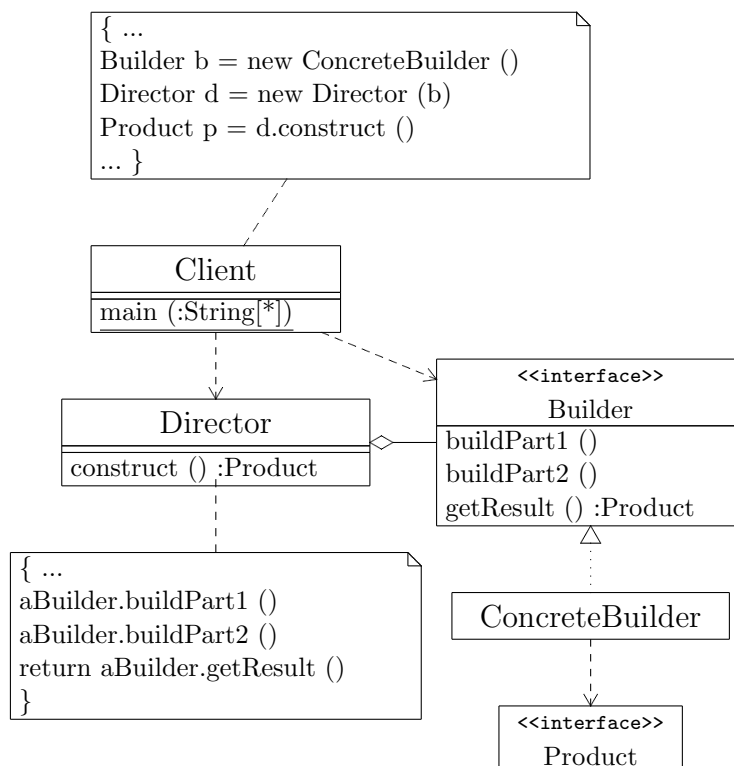 { ...
Builder b = new ConcreteBuilder ()
Director d = new Director (b)
Product p = d.construct ()
... }
Client
main (:String[*])
Director
construct () :Product
<<interface>>
Builder
buildPart1 ()
buildPart2 ()
getResult () :Product
{ ...
aBuilder.buildPart1 ()
aBuilder.buildPart2 ()
return aBuilder.getResult ()
}
ConcreteBuilder
<<interface>>
Product